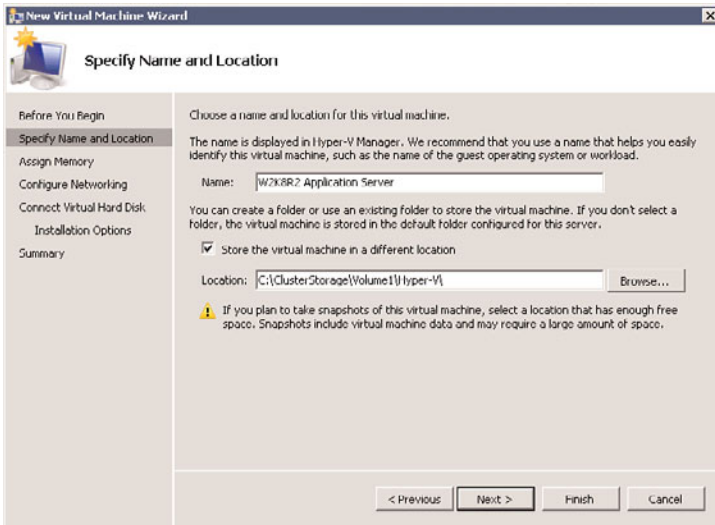 New Virtual Machine Wizard
Specify Name and Location
Before You Begin
Specify Name and Location
Assign Memory
Configure Networking
Connect Virtual Hard Disk
Installation Options
Summary
Choose a name and location for this virtual machine.
The name is displayed in Hyper-V Manager. We recommend that you use a name that helps you easily
identify this virtual machine, such as the name of the guest operating system or workload.
Name: W2K8R2 Application Server
You can create a folder or use an existing folder to store the virtual machine. If you don't select a
folder, the virtual machine is stored in the default folder configured for this server.
Store the virtual machine in a different location
Location: C:\ClusterStorage\Volume1\Hyper-V\ Browse...
If you plan to take snapshots of this virtual machine, select a location that has enough free
space. Snapshots include virtual machine data and may require a large amount of space.
< Previous Next > Finish Cancel